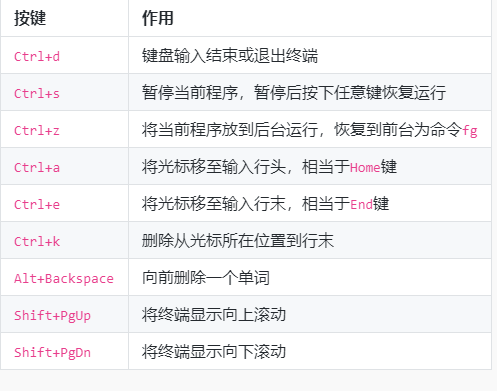 按键 作用
Ctrl+d 键盘输入结束或退出终端
Ctrl+s 暂停当前程序，暂停后按下任意键恢复运行
Ctrl+z 将当前程序放到后台运行，恢复到前台为命令fg
Ctrl+a 将光标移至输入行头，相当于Home键
Ctrl+e 将光标移至输入行末，相当于End键
Ctrl+k 删除从光标所在位置到行末
Alt+Backspace 向前删除一个单词
Shift+PgUp 将终端显示向上滚动
Shift+PgDn 将终端显示向下滚动